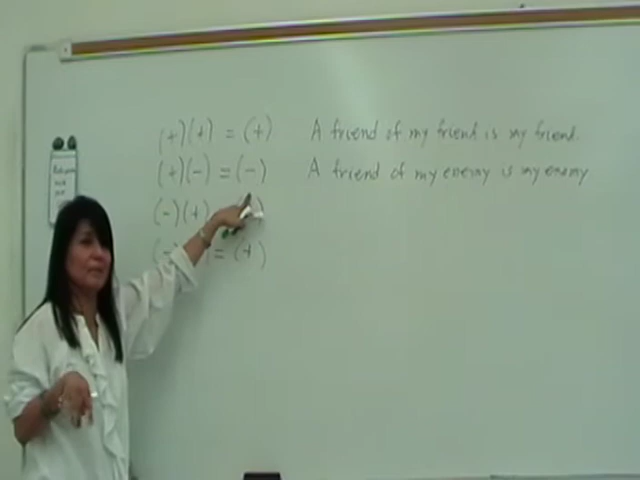 (+)(+) = (+) A friend of my friend is my friend.
(+)(-) = (-) A friend of my enemy is my enemy
(-)(+)
= (+)